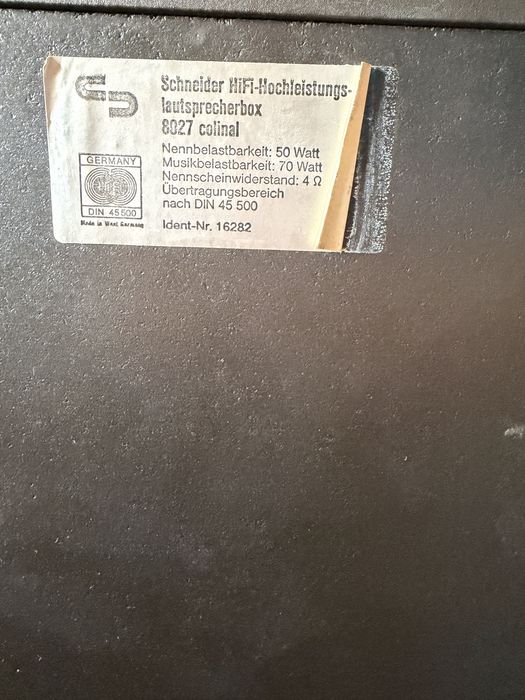 Schneider HiFi-Hochleistungs-
lautsprecherbox
8027 colinal
Nennbelastbarkeit: 50 Watt
Musikbelastbarkeit: 70 Watt
Nennscheinwiderstand: 4 Ω
Übertragungsbereich
nach DIN 45 500
Ident-Nr. 16282
GERMANY
DIN 45 500
Made in West Germany